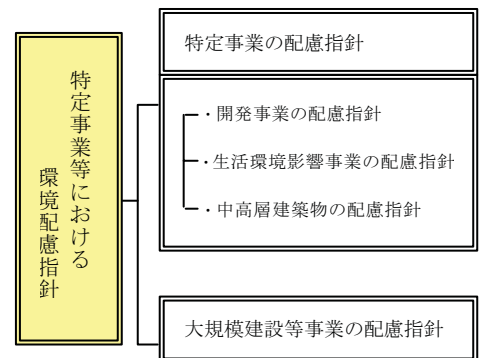 特定事業等における
環境配慮指針
特定事業の配慮指針
・開発事業の配慮指針
・生活環境影響事業の配慮指針
・中高層建築物の配慮指針
大規模建設等事業の配慮指針